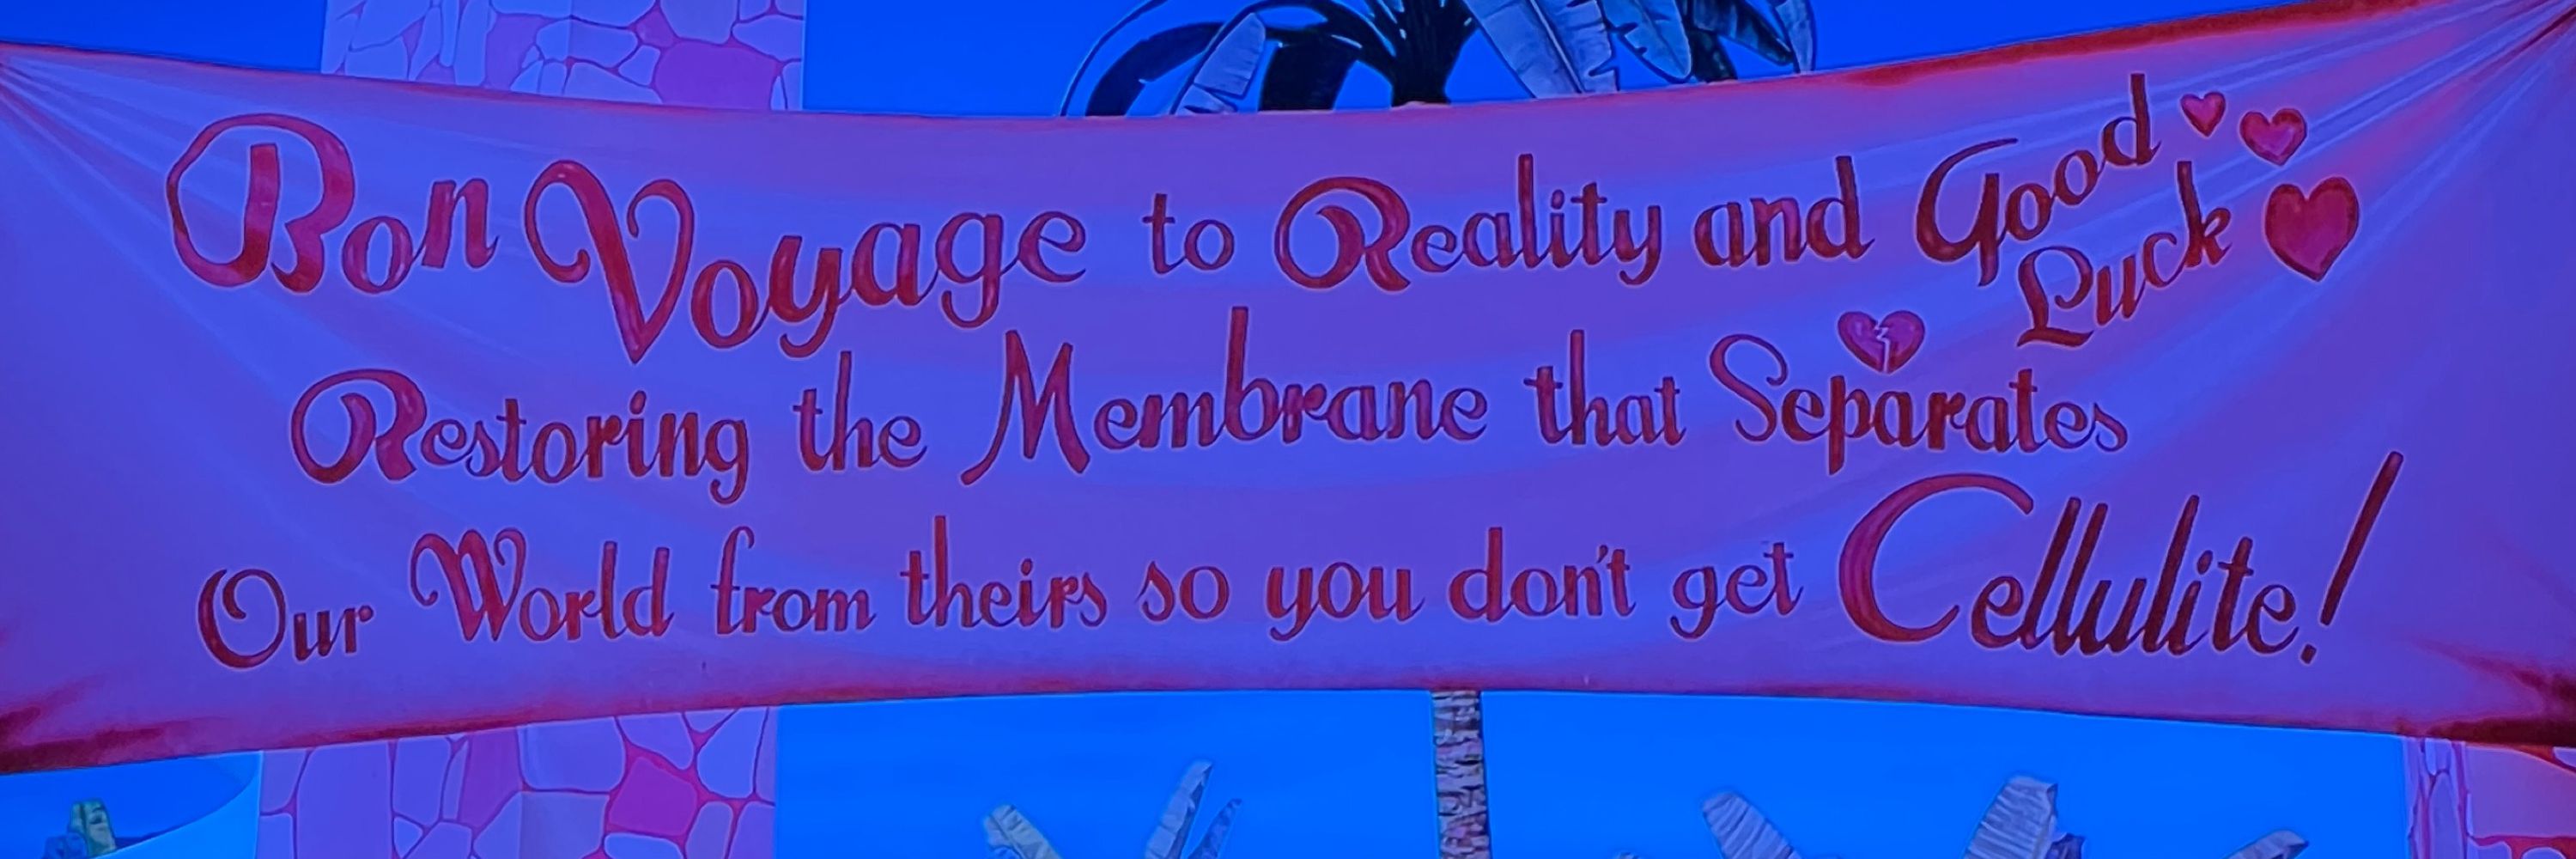 Bon Voyage to Reality and Good Luck
Restoring the Membrane that Separates
Our World from theirs so you don't get Cellulite!